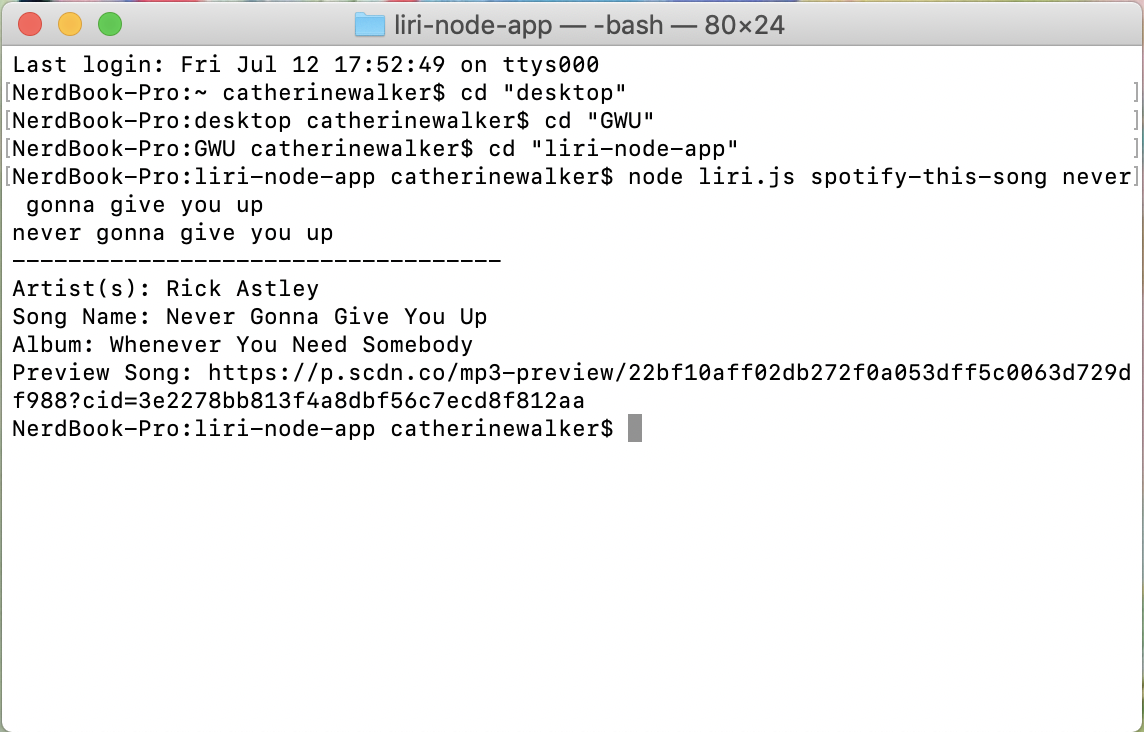 liri-node-app — -bash — 80×24
Last login: Fri Jul 12 17:52:49 on ttys000
[NerdBook-Pro:~ catherinewalker$ cd "desktop" ]
[NerdBook-Pro:desktop catherinewalker$ cd "GWU" ]
[NerdBook-Pro:GWU catherinewalker$ cd "liri-node-app" ]
[NerdBook-Pro:liri-node-app catherinewalker$ node liri.js spotify-this-song never]
 gonna give you up
never gonna give you up
-----------------------------------
Artist(s): Rick Astley
Song Name: Never Gonna Give You Up
Album: Whenever You Need Somebody
Preview Song: https://p.scdn.co/mp3-preview/22bf10aff02db272f0a053dff5c0063d729d
f988?cid=3e2278bb813f4a8dbf56c7ecd8f812aa
NerdBook-Pro:liri-node-app catherinewalker$